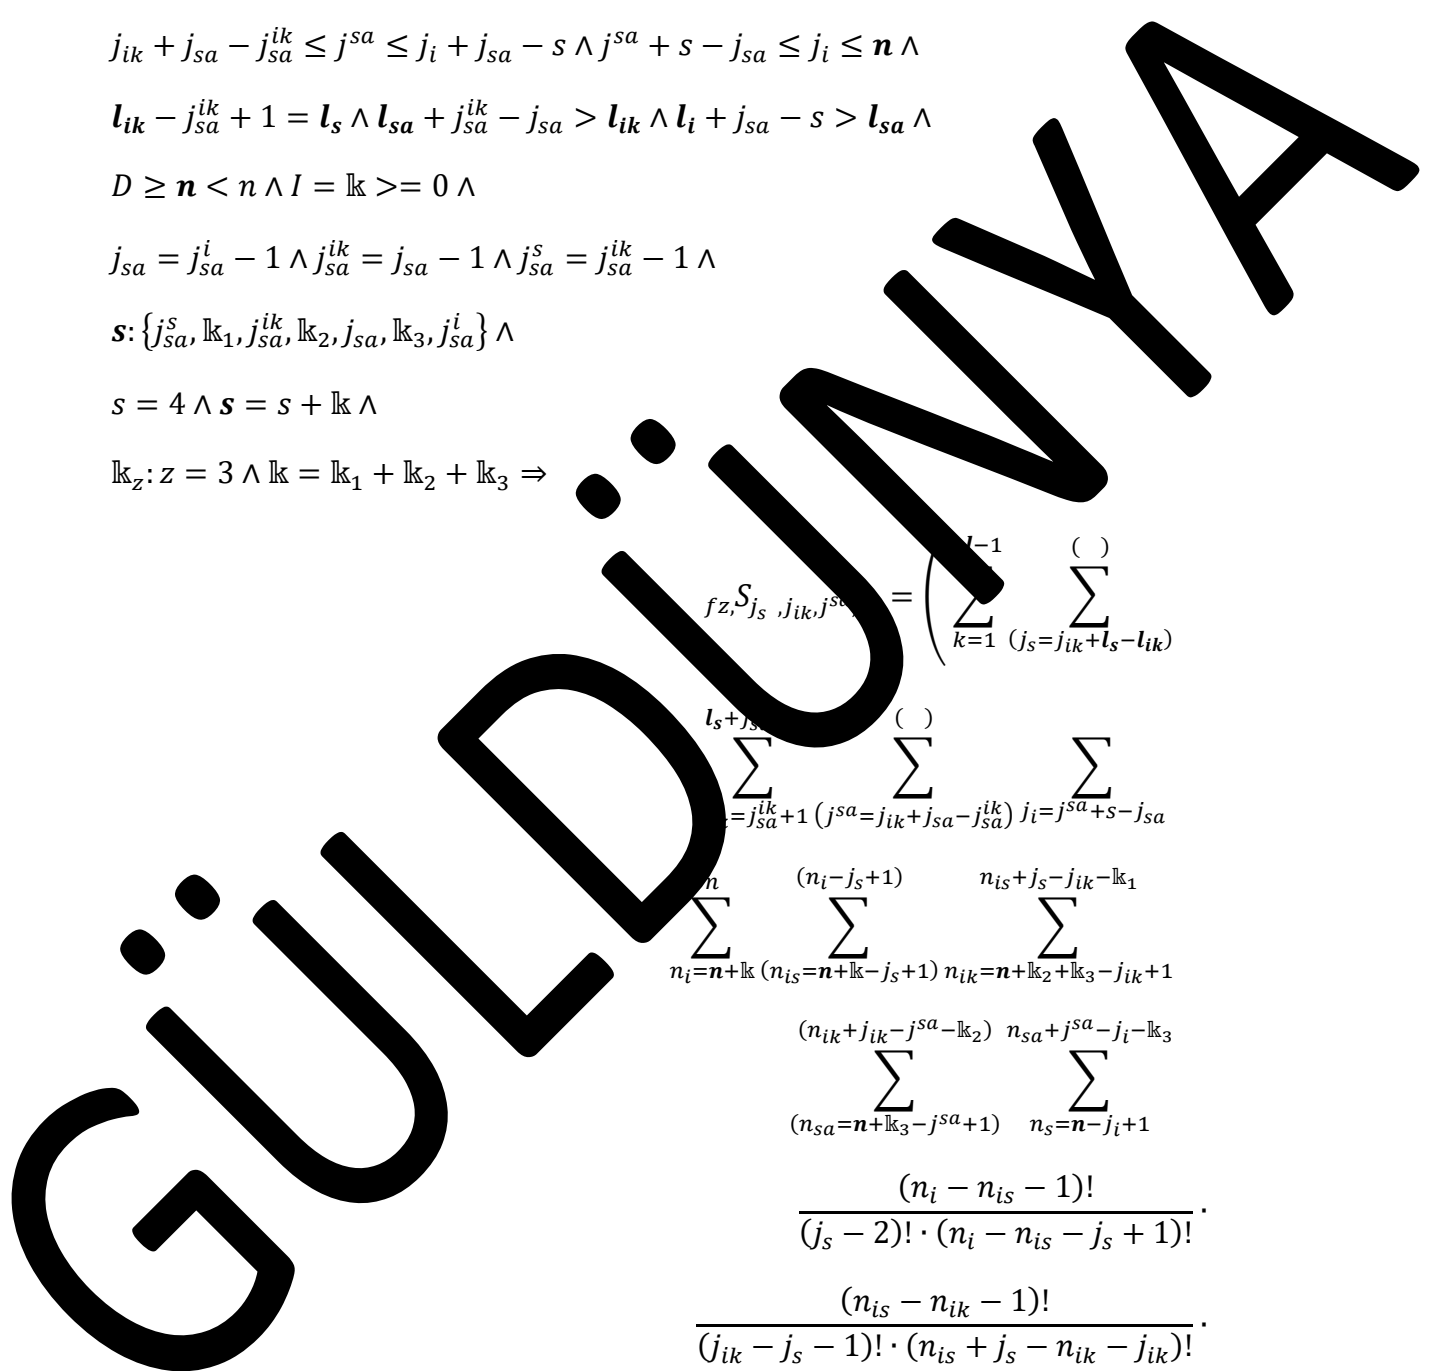 j_{ik} + j_{sa} − j_{sa}^{ik} ≤ j^{sa} ≤ j_i + j_{sa} − s ∧ j^{sa} + s − j_{sa} ≤ j_i ≤ n ∧
l_{ik} − j_{sa}^{ik} + 1 = l_s ∧ l_{sa} + j_{sa}^{ik} − j_{sa} > l_{ik} ∧ l_i + j_{sa} − s > l_{sa} ∧
D ≥ n < n ∧ I = 𝕜 >= 0 ∧
j_{sa} = j_{sa}^{i} − 1 ∧ j_{sa}^{ik} = j_{sa} − 1 ∧ j_{sa}^{s} = j_{sa}^{ik} − 1 ∧
s: {j_{sa}^{s}, 𝕜_1, j_{sa}^{ik}, 𝕜_2, j_{sa}, 𝕜_3, j_{sa}^{i}} ∧
s = 4 ∧ s = s + 𝕜 ∧
𝕜_z: z = 3 ∧ 𝕜 = 𝕜_1 + 𝕜_2 + 𝕜_3 ⇒
_{fz,}S_{j_s ,j_{ik},j^{sa}} = ( ∑_{k=1}^{l−1} ∑_{(j_s=j_{ik}+l_s−l_{ik})}^{( )}
∑_{=j_{sa}^{ik}+1}^{l_s+} ∑_{(j^{sa}=j_{ik}+j_{sa}−j_{sa}^{ik})}^{( )} ∑_{j_i=j^{sa}+s−j_{sa}}
∑_{n_i=n+𝕜}^{n} ∑_{(n_{is}=n+𝕜−j_s+1)}^{(n_i−j_s+1)} ∑_{n_{ik}=n+𝕜_2+𝕜_3−j_{ik}+1}^{n_{is}+j_s−j_{ik}−𝕜_1}
∑_{(n_{sa}=n+𝕜_3−j^{sa}+1)}^{(n_{ik}+j_{ik}−j^{sa}−𝕜_2)} ∑_{n_s=n−j_i+1}^{n_{sa}+j^{sa}−j_i−𝕜_3}
(n_i − n_{is} − 1)! / (j_s − 2)! · (n_i − n_{is} − j_s + 1)! ·
(n_{is} − n_{ik} − 1)! / (j_{ik} − j_s − 1)! · (n_{is} + j_s − n_{ik} − j_{ik})! ·
GÜLDÜNYA